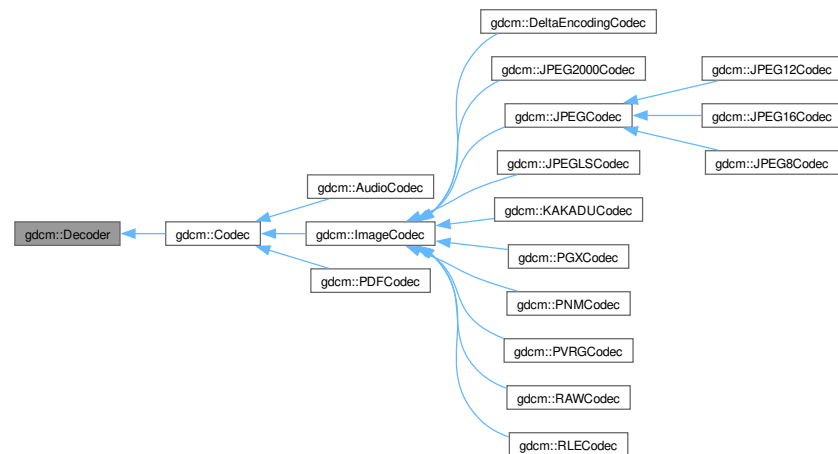 gdcm::DeltaEncodingCodec
gdcm::JPEG2000Codec
gdcm::JPEG12Codec
gdcm::JPEGCodec
gdcm::JPEG16Codec
gdcm::JPEGLSCodec
gdcm::JPEG8Codec
gdcm::AudioCodec
gdcm::KAKADUCodec
gdcm::Decoder
gdcm::Codec
gdcm::ImageCodec
gdcm::PGXCodec
gdcm::PDFCodec
gdcm::PNMCodec
gdcm::PVRGCodec
gdcm::RAWCodec
gdcm::RLECodec